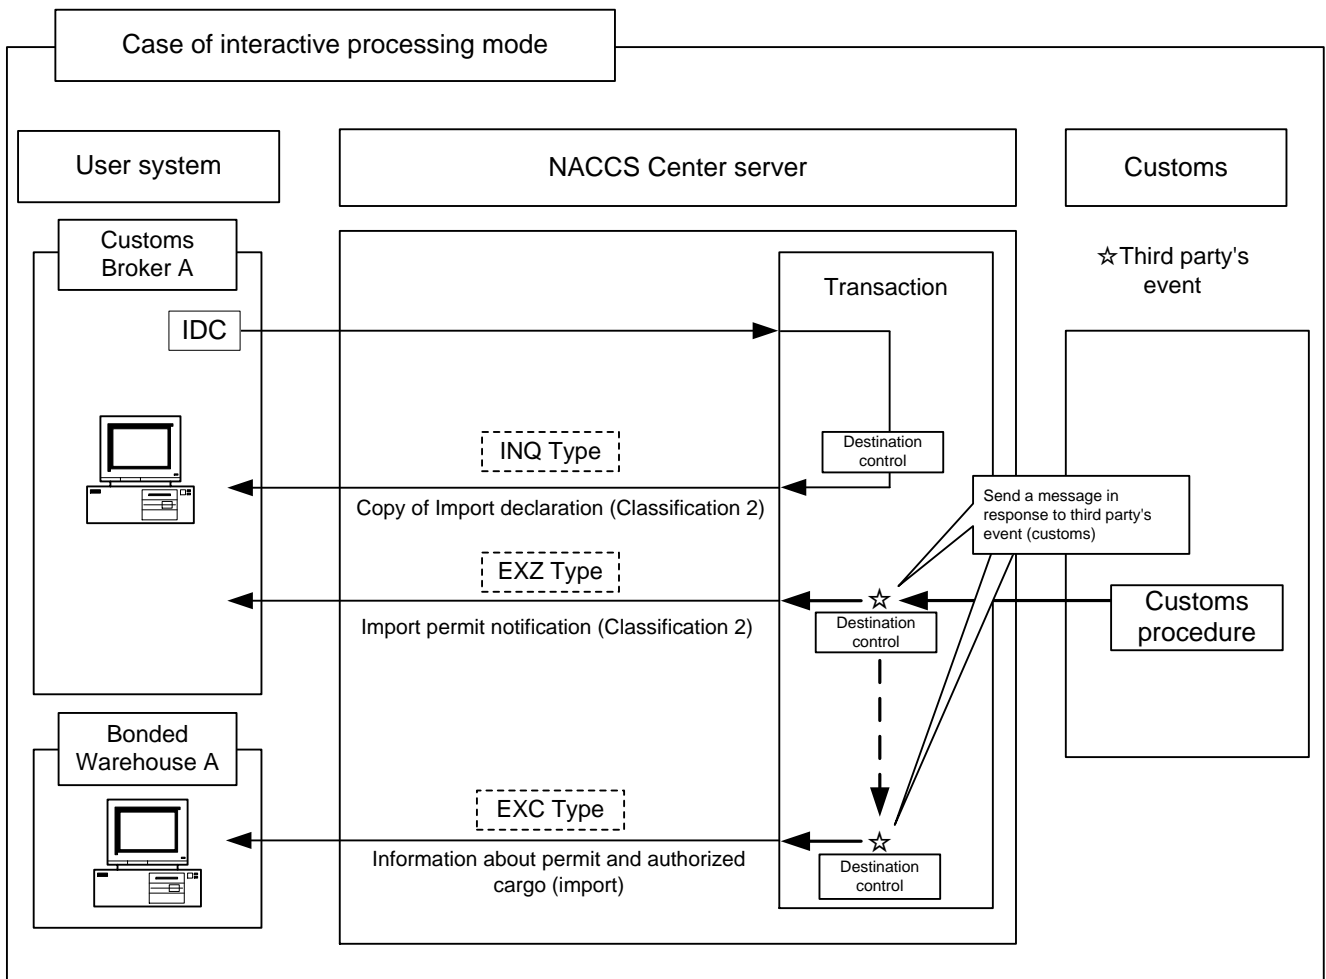 Case of interactive processing mode
User system
NACCS Center server
Customs
Customs
Broker A
☆Third party's
event
Transaction
IDC
INQ Type
Destination
control
Copy of Import declaration (Classification 2)
Send a message in
response to third party's
event (customs)
EXZ Type
☆
Customs
procedure
Import permit notification (Classification 2)
Destination
control
Bonded
Warehouse A
EXC Type
☆
Information about permit and authorized
cargo (import)
Destination
control